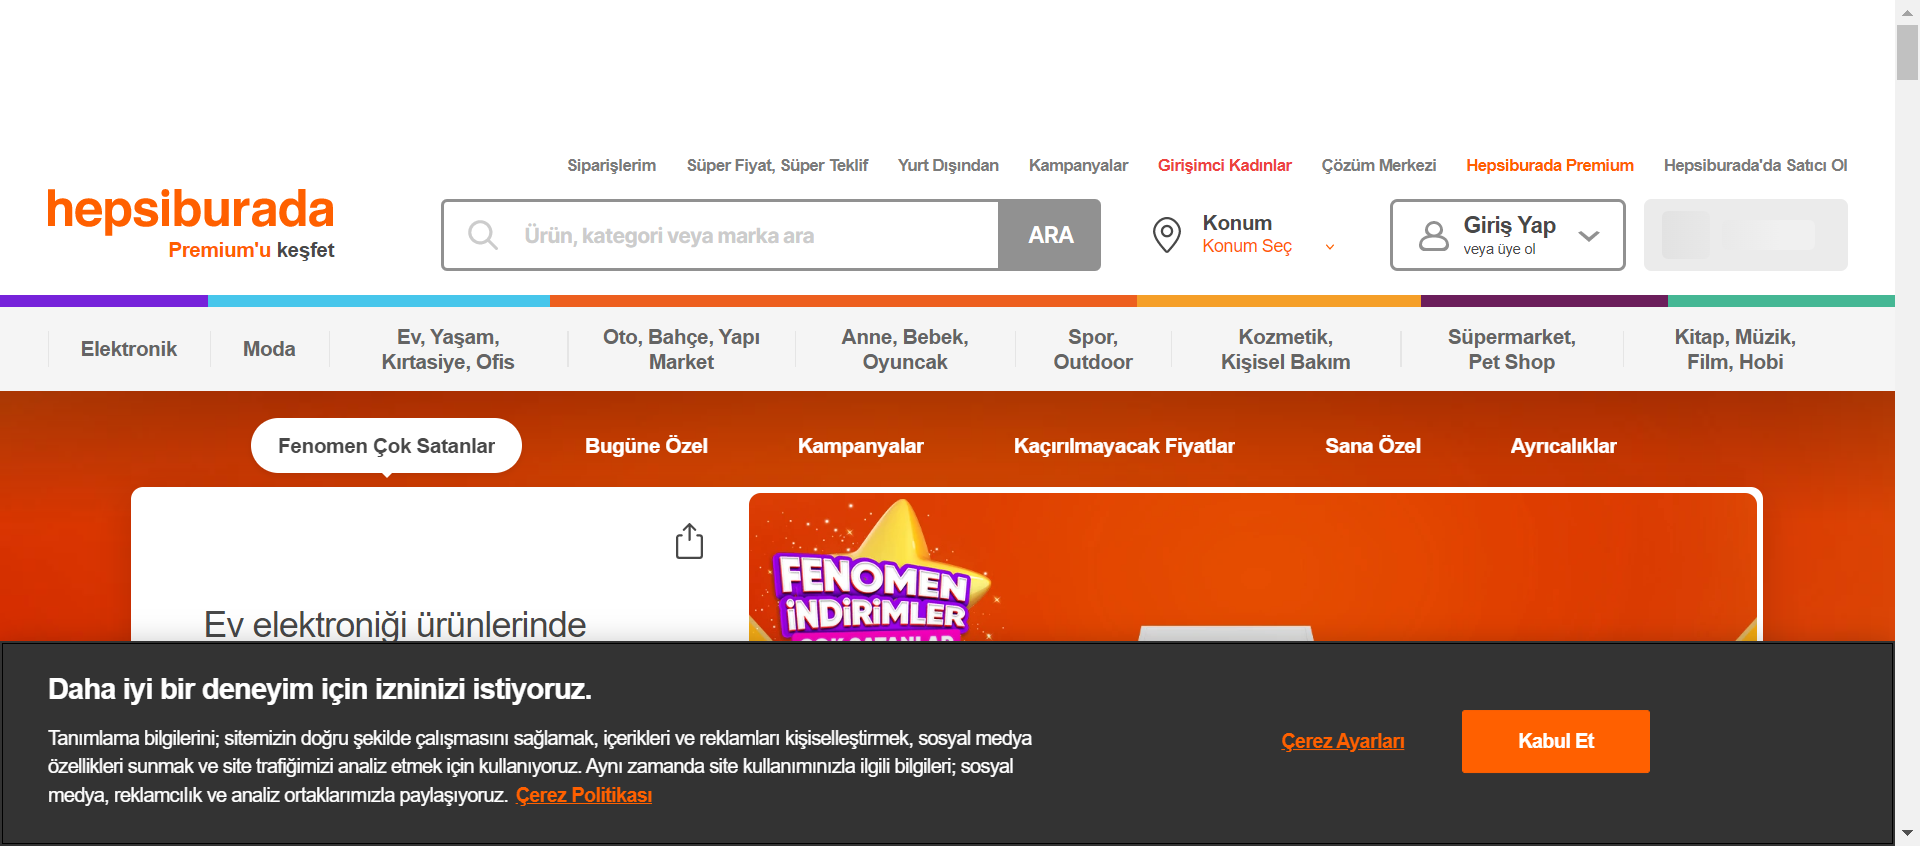 Siparişlerim Süper Fiyat, Süper Teklif Yurt Dışından Kampanyalar Girişimci Kadınlar Çözüm Merkezi Hepsiburada Premium Hepsiburada'da Satıcı Ol
hepsiburada
Premium'u keşfet
Ürün, kategori veya marka ara
ARA
Konum
Konum Seç
Giriş Yap
veya üye ol
Elektronik
Moda
Ev, Yaşam,
Kırtasiye, Ofis
Oto, Bahçe, Yapı
Market
Anne, Bebek,
Oyuncak
Spor,
Outdoor
Kozmetik,
Kişisel Bakım
Süpermarket,
Pet Shop
Kitap, Müzik,
Film, Hobi
Fenomen Çok Satanlar Bugüne Özel Kampanyalar Kaçırılmayacak Fiyatlar Sana Özel Ayrıcalıklar
Ev elektroniği ürünlerinde
FENOMEN
İNDİRİMLER
ÇOK SATANLAR
Daha iyi bir deneyim için izninizi istiyoruz.
Tanımlama bilgilerini; sitemizin doğru şekilde çalışmasını sağlamak, içerikleri ve reklamları kişiselleştirmek, sosyal medya
özellikleri sunmak ve site trafiğimizi analiz etmek için kullanıyoruz. Aynı zamanda site kullanımınızla ilgili bilgileri; sosyal
medya, reklamcılık ve analiz ortaklarımızla paylaşıyoruz. Çerez Politikası
Çerez Ayarları
Kabul Et